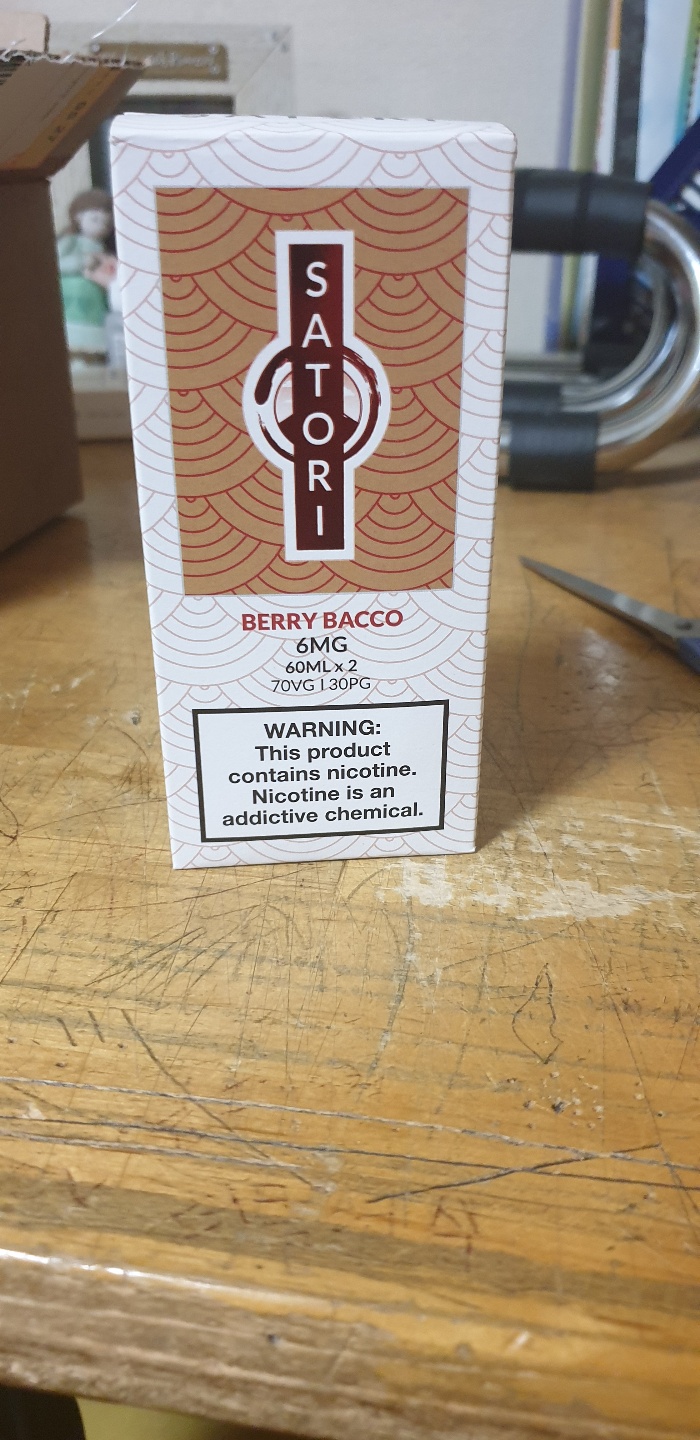 SATORI
BERRY BACCO
6MG
60ML x 2
70VG | 30PG
WARNING:
This product
contains nicotine.
Nicotine is an
addictive chemical.